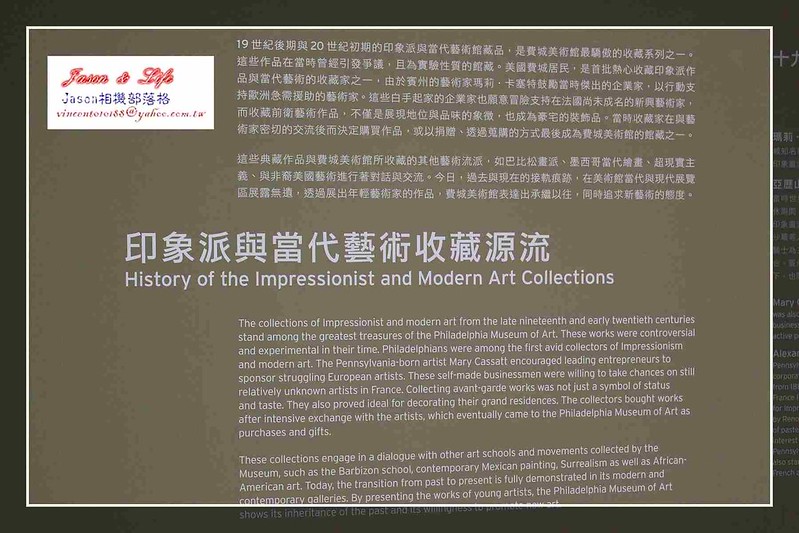 Jason & Life
Jason相機部落格
vincentoto188@yahoo.com.tw
19世紀後期與20世紀初期的印象派與當代藝術館藏品，是費城美術館最驕傲的收藏系列之一。
這些作品在當時曾經引發爭議，且為實驗性質的館藏。美國費城居民，是首批熱心收藏印象派作
品與當代藝術的收藏家之一，由於賓州的藝術家瑪莉．卡塞特鼓勵當時傑出的企業家，以行動支
持歐洲急需援助的藝術家。這些白手起家的企業家也願意冒險支持在法國尚未成名的新興藝術家，
而收藏前衛藝術作品，不僅是展現地位與品味的象徵，也成為豪宅的裝飾品。當時收藏家在與藝
術家密切的交流後而決定購買作品，或以捐贈、透過蒐購的方式最後成為費城美術館的館藏之一。
這些典藏作品與費城美術館所收藏的其他藝術流派，如巴比松畫派、墨西哥當代繪畫、超現實主
義、與非裔美國藝術進行著對話與交流。今日，過去與現在的接軌痕跡，在美術館當代與現代展覽
區展露無遺，透過展出年輕藝術家的作品，費城美術館表達出承繼以往，同時追求新藝術的態度。
印象派與當代藝術收藏源流
History of the Impressionist and Modern Art Collections
The collections of Impressionist and modern art from the late nineteenth and early twentieth centuries
stand among the greatest treasures of the Philadelphia Museum of Art. These works were controversial
and experimental in their time. Philadelphians were among the first avid collectors of Impressionism
and modern art. The Pennsylvania-born artist Mary Cassatt encouraged leading entrepreneurs to
sponsor struggling European artists. These self-made businessmen were willing to take chances on still
relatively unknown artists in France. Collecting avant-garde works was not just a symbol of status
and taste. They also proved ideal for decorating their grand residences. The collectors bought works
after intensive exchange with the artists, which eventually came to the Philadelphia Museum of Art as
purchases and gifts.
These collections engage in a dialogue with other art schools and movements collected by the
Museum, such as the Barbizon school, contemporary Mexican painting, Surrealism as well as African-
American art. Today, the transition from past to present is fully demonstrated in its modern and
contemporary galleries. By presenting the works of young artists, the Philadelphia Museum of Art
shows its inheritance of the past and its willingness to promote new art.
十九
瑪莉．
亞歷山
Mary C
was also
business
active p
Alexan
Pennsyl
corporat
from 18
France
for Impr
by Reno
of paste
interest
Pennsyl
also sta
French a